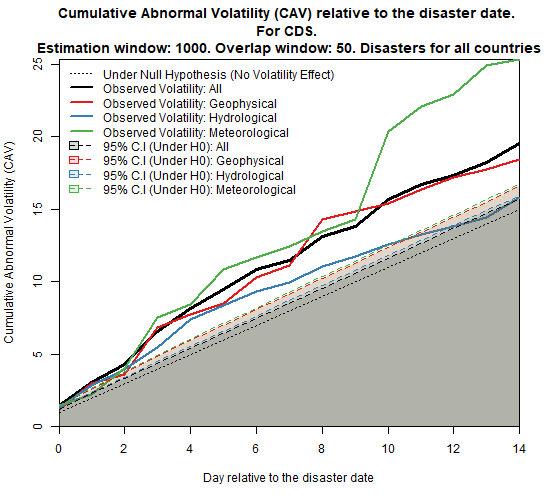 Cumulative Abnormal Volatility (CAV) relative to the disaster date.
For CDS.
Estimation window: 1000. Overlap window: 50. Disasters for all countries
Under Null Hypothesis (No Volatility Effect)
Observed Volatility: All
Observed Volatility: Geophysical
Observed Volatility: Hydrological
Observed Volatility: Meteorological
95% C.I (Under H0): All
95% C.I (Under H0): Geophysical
95% C.I (Under H0): Hydrological
95% C.I (Under H0): Meteorological
Cumulative Abnormal Volatility (CAV)
25
20
15
10
5
0
0 2 4 6 8 10 12 14
Day relative to the disaster date